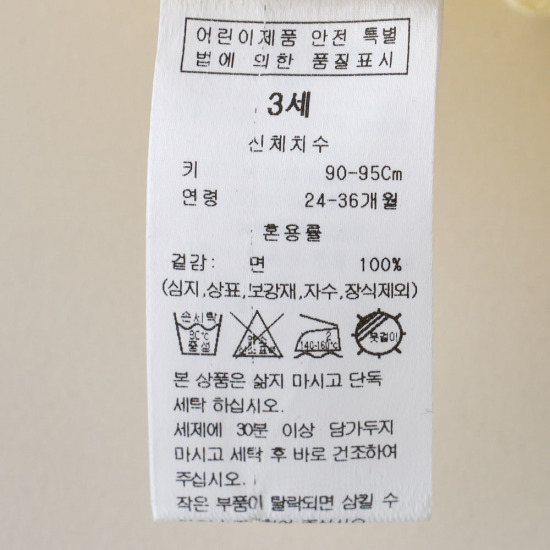 어린이제품 안전 특별
법에 의한 품질표시
3세
신체치수
키 90-95Cm
연령 24-36개월
혼용률
겉감: 면 100%
(심지,상표,보강재,자수,장식제외)
손세탁
중성
140-160℃
옷걸이
본 상품은 삶지 마시고 단독
세탁 하십시오.
세제에 30분 이상 담가두지
마시고 세탁 후 바로 건조하여
주십시오.
작은 부품이 탈락되면 삼킬 수